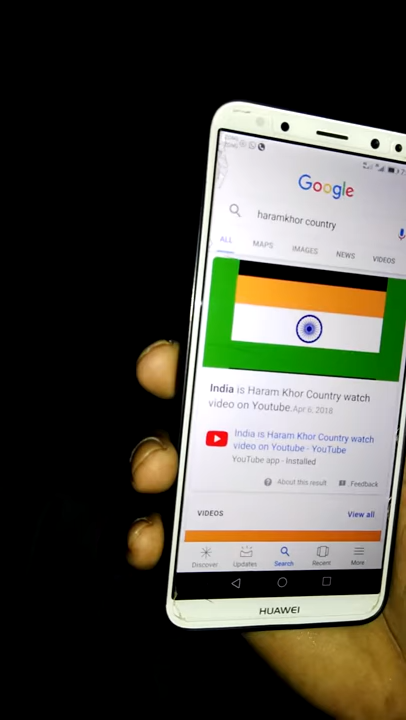 Google
haramkhor country
ALL MAPS IMAGES NEWS VIDEOS
India is Haram Khor Country watch
video on Youtube.Apr 6, 2018
India is Haram Khor Country watch
video on Youtube - YouTube
YouTube app - Installed
About this result Feedback
VIDEOS View all
Discover Updates Search Recent More
HUAWEI